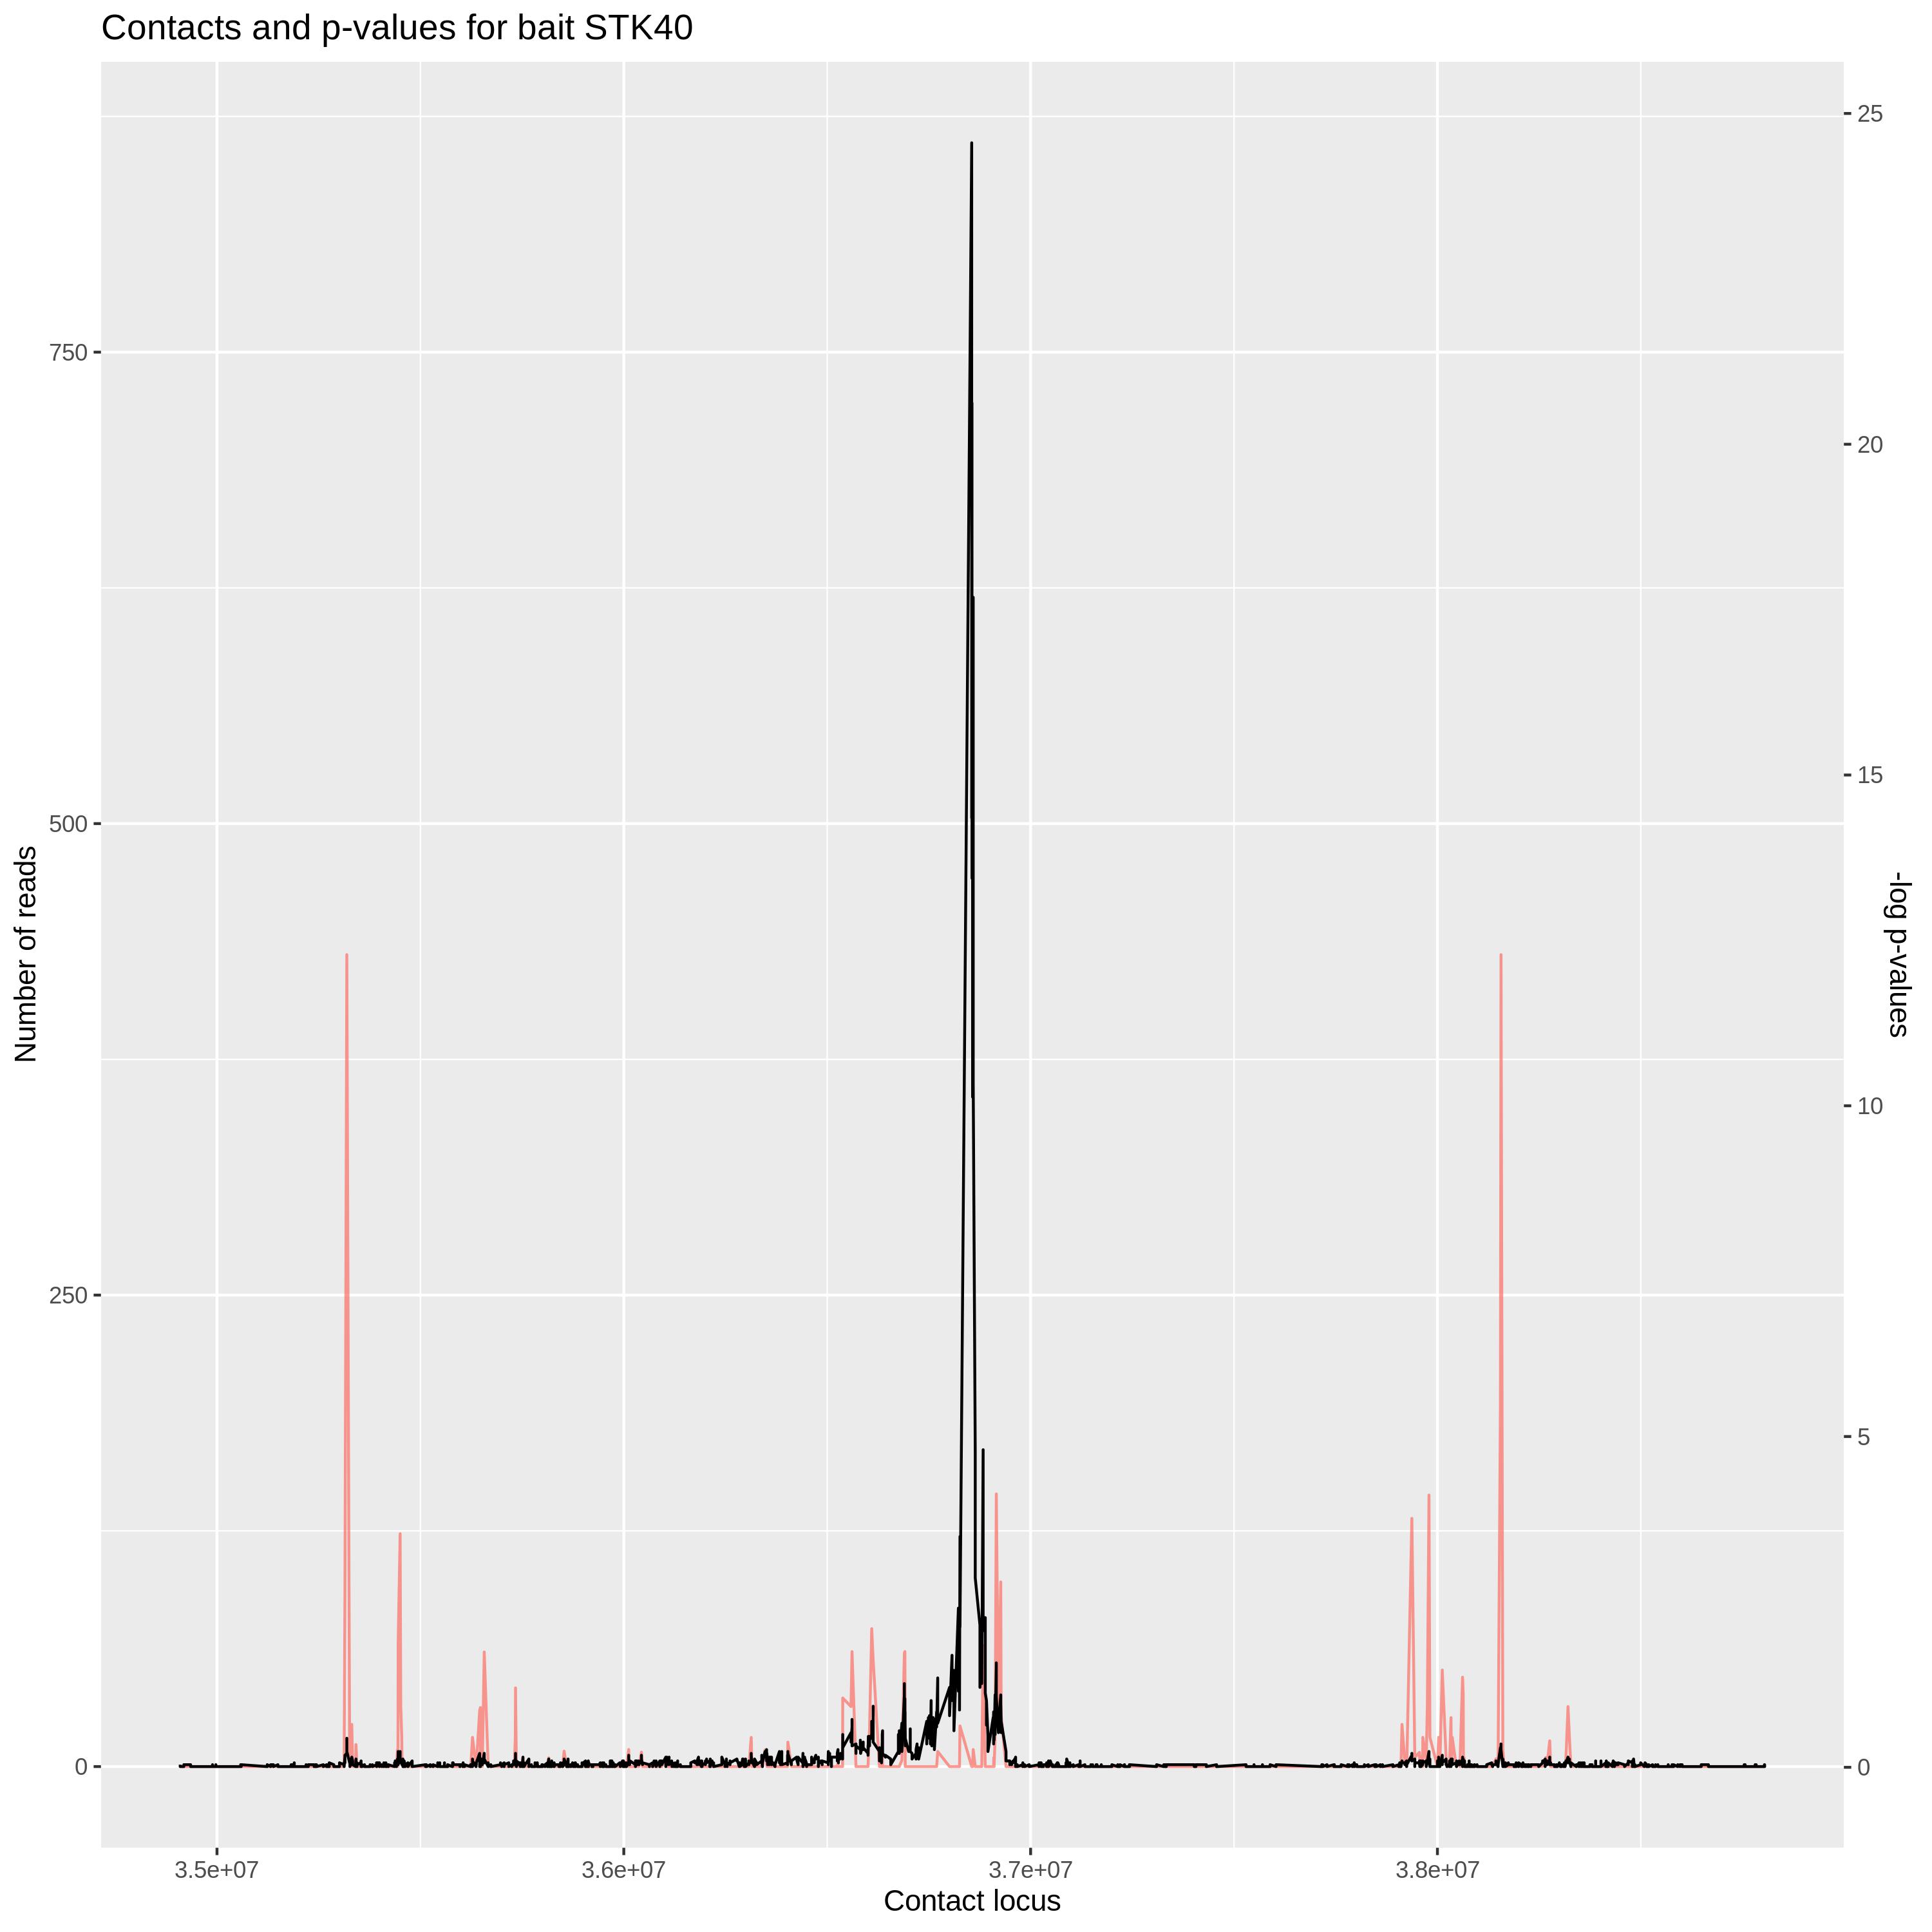 Contacts and p-values for bait STK40
Number of reads
750
500
250
0
25
20
15
10
5
0
-log p-values
3.5e+07
3.6e+07
3.7e+07
3.8e+07
Contact locus